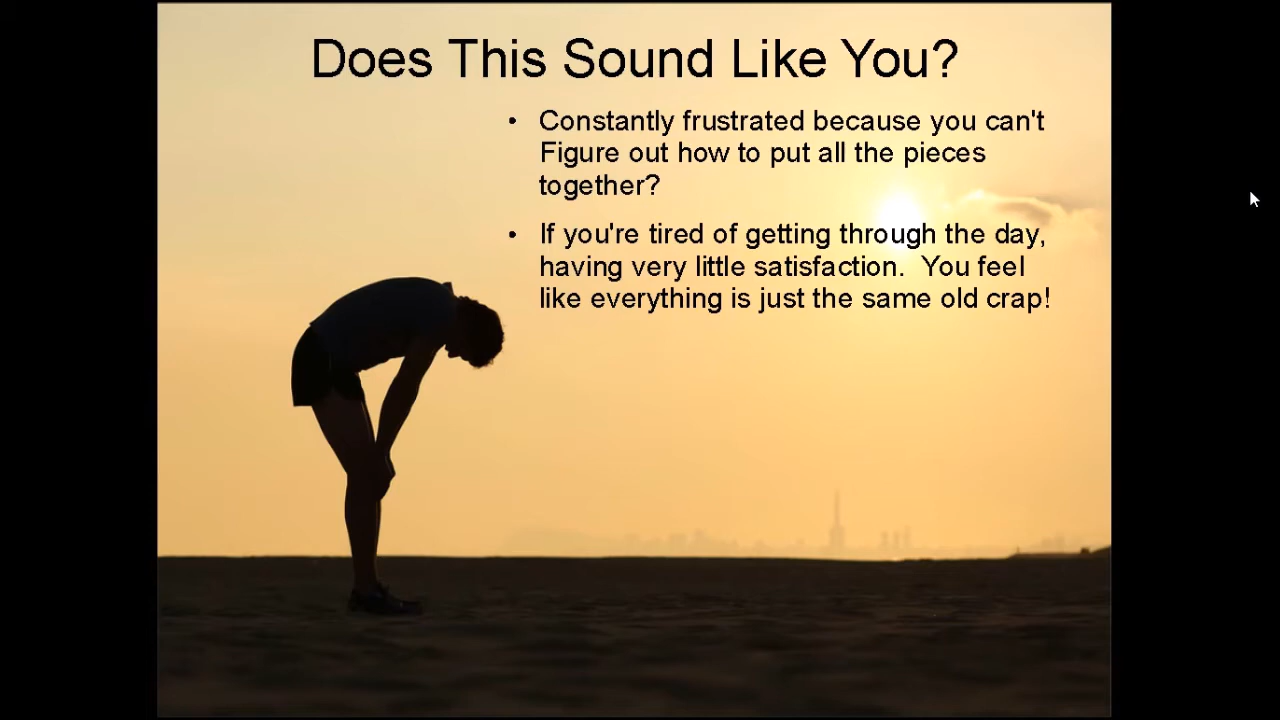 Does This Sound Like You?
• Constantly frustrated because you can't
Figure out how to put all the pieces
together?
• If you're tired of getting through the day,
having very little satisfaction.  You feel
like everything is just the same old crap!